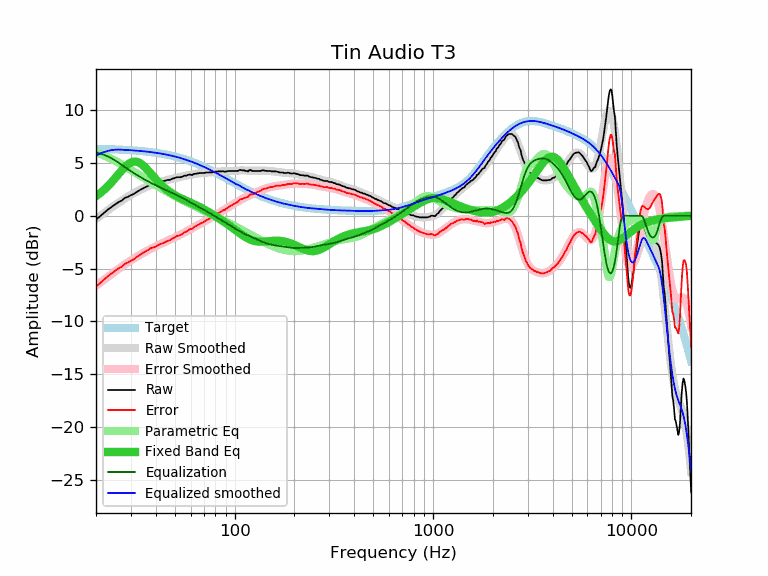 Tin Audio T3
Amplitude (dBr)
10
5
0
−5
−10
−15
−20
−25
Target
Raw Smoothed
Error Smoothed
Raw
Error
Parametric Eq
Fixed Band Eq
Equalization
Equalized smoothed
100 1000 10000
Frequency (Hz)